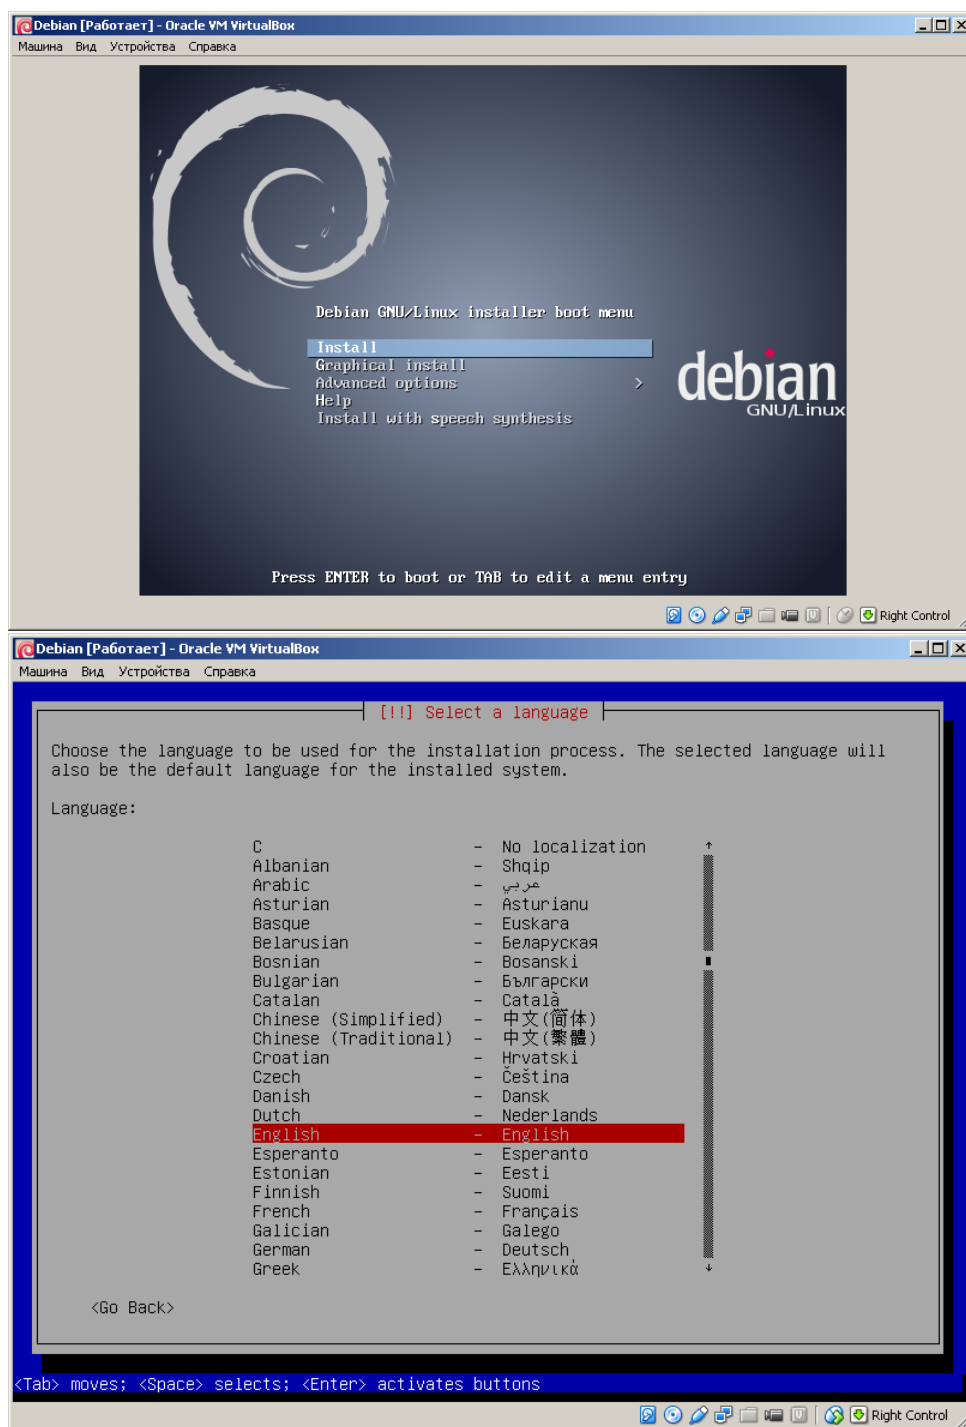 Debian [Работает] - Oracle VM VirtualBox
Машина Вид Устройства Справка
Debian GNU/Linux installer boot menu
Install
Graphical install
Advanced options >
Help
Install with speech synthesis
debian
GNU/Linux
Press ENTER to boot or TAB to edit a menu entry
Right Control
Debian [Работает] - Oracle VM VirtualBox
Машина Вид Устройства Справка
[!!] Select a language
Choose the language to be used for the installation process. The selected language will
also be the default language for the installed system.
Language:
C - No localization
Albanian - Shqip
Arabic - عربي
Asturian - Asturianu
Basque - Euskara
Belarusian - Беларуская
Bosnian - Bosanski
Bulgarian - Български
Catalan - Català
Chinese (Simplified) - 中文(简体)
Chinese (Traditional) - 中文(繁體)
Croatian - Hrvatski
Czech - Čeština
Danish - Dansk
Dutch - Nederlands
English - English
Esperanto - Esperanto
Estonian - Eesti
Finnish - Suomi
French - Français
Galician - Galego
German - Deutsch
Greek - Ελληνικά
<Go Back>
<Tab> moves; <Space> selects; <Enter> activates buttons
Right Control